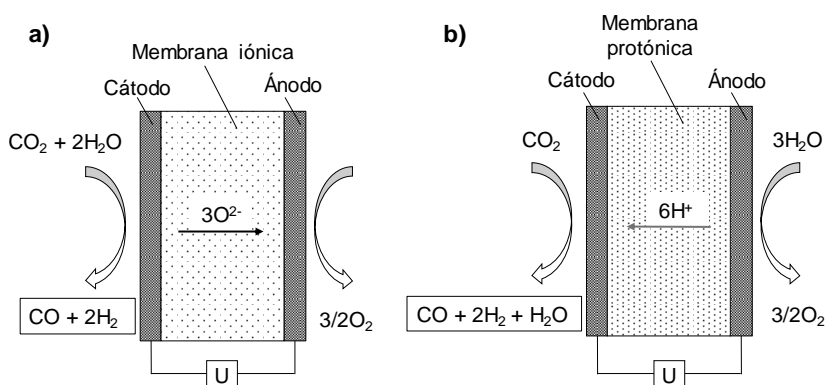 a)
Membrana iónica
Cátodo
Ánodo
CO₂ + 2H₂O
3O²⁻
CO + 2H₂
3/2O₂
U
b)
Membrana
protónica
Cátodo
Ánodo
CO₂
3H₂O
6H⁺
CO + 2H₂ + H₂O
3/2O₂
U